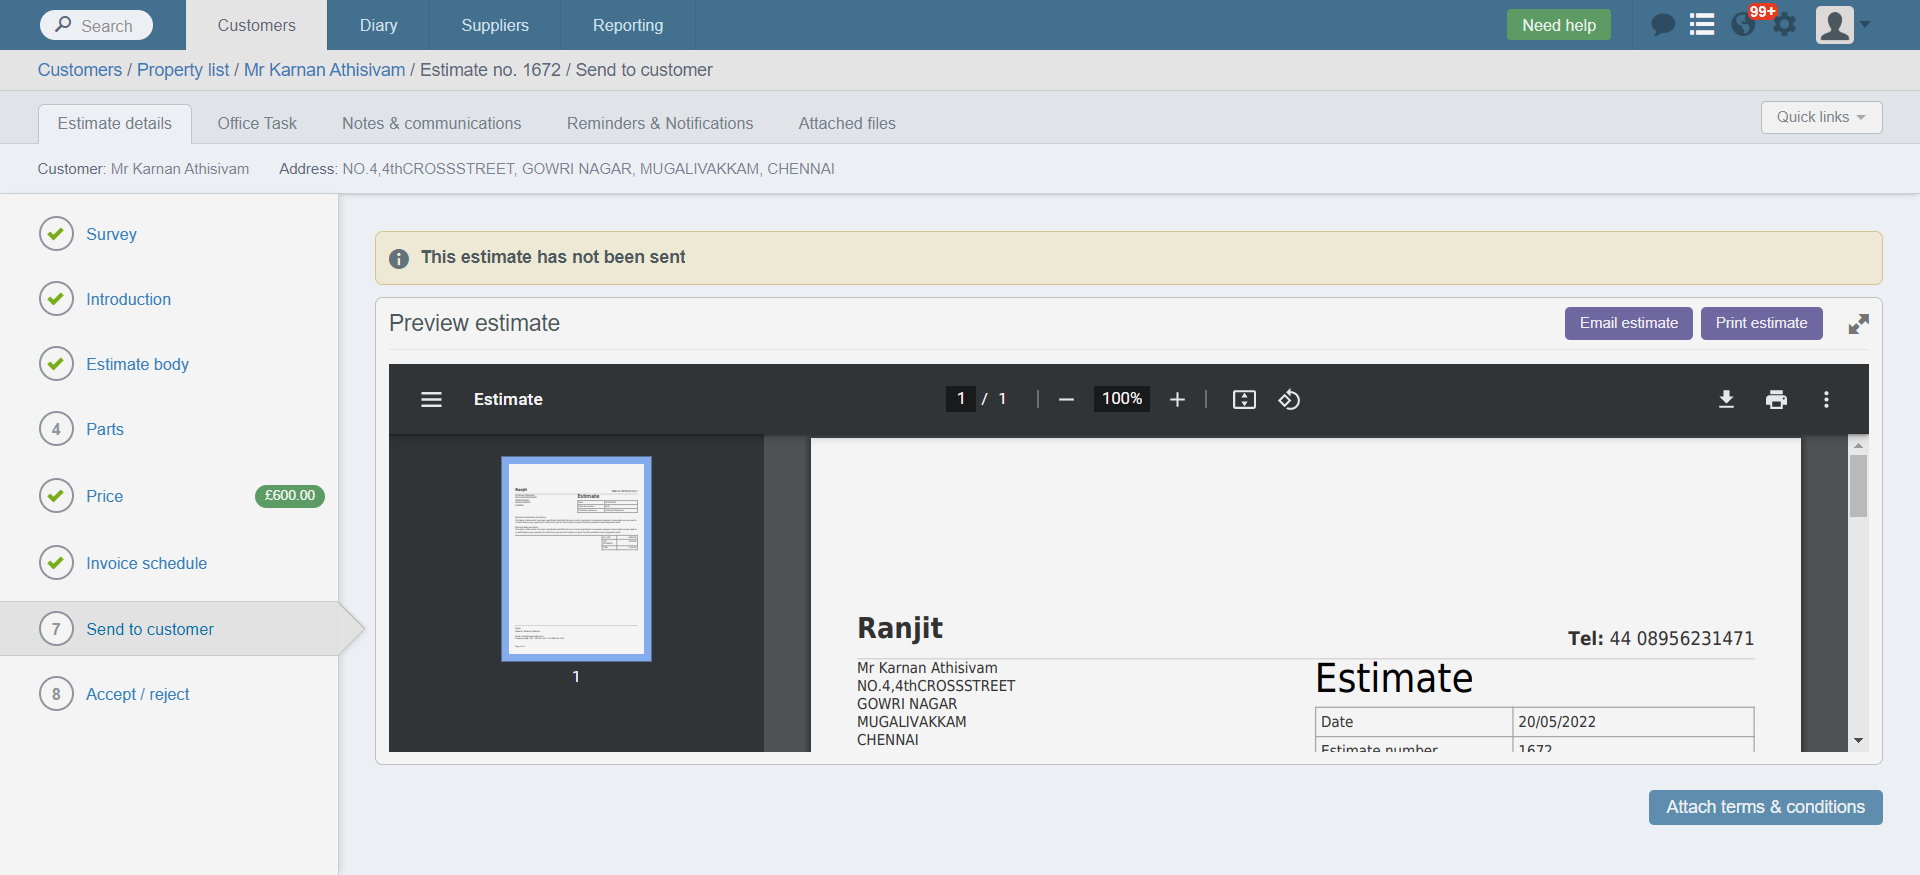 Search
Customers
Diary
Suppliers
Reporting
Need help
99+
Customers / Property list / Mr Karnan Athisivam / Estimate no. 1672 / Send to customer
Estimate details
Office Task
Notes & communications
Reminders & Notifications
Attached files
Quick links
Customer: Mr Karnan Athisivam
Address: NO.4,4thCROSSSTREET, GOWRI NAGAR, MUGALIVAKKAM, CHENNAI
Survey
Introduction
Estimate body
4 Parts
Price £600.00
Invoice schedule
7 Send to customer
8 Accept / reject
This estimate has not been sent
Preview estimate
Email estimate
Print estimate
Estimate
1 / 1
100%
Ranjit
Estimate
1
Ranjit
Tel: 44 08956231471
Mr Karnan Athisivam
NO.4,4thCROSSSTREET
GOWRI NAGAR
MUGALIVAKKAM
CHENNAI
Estimate
Date 20/05/2022
Estimate number 1672
Attach terms & conditions